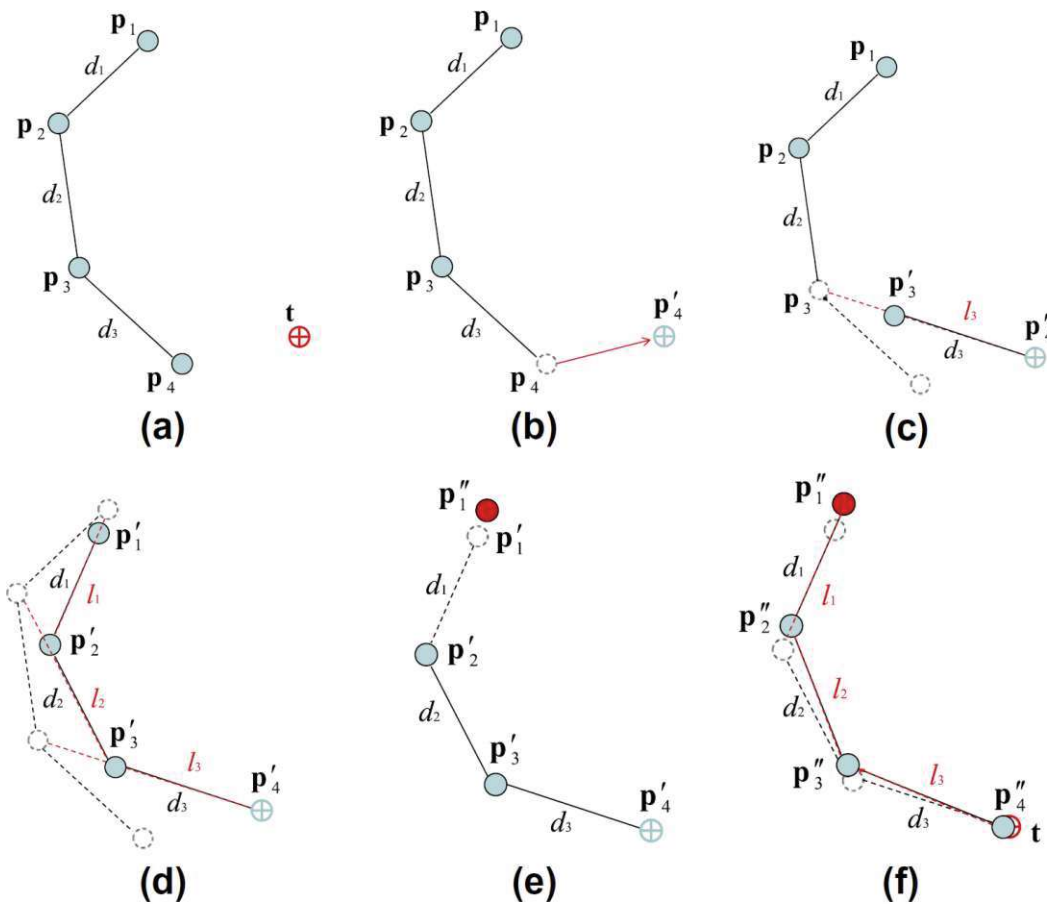 p1
p1
p1
d1
d1
d1
p2
p2
p2
d2
d2
d2
p3
p3
p3
p′3
l3
p′
d3
d3
d3
t
p′4
p4
p4
(a)
(b)
(c)
p′1
p″1
p′1
p″1
d1
l1
d1
d1
l1
p′2
p′2
p″2
d2
l2
d2
d2
l2
p′3
p′3
p″3
l3
p′4
d3
p′4
d3
l3
p″4
d3
t
(d)
(e)
(f)